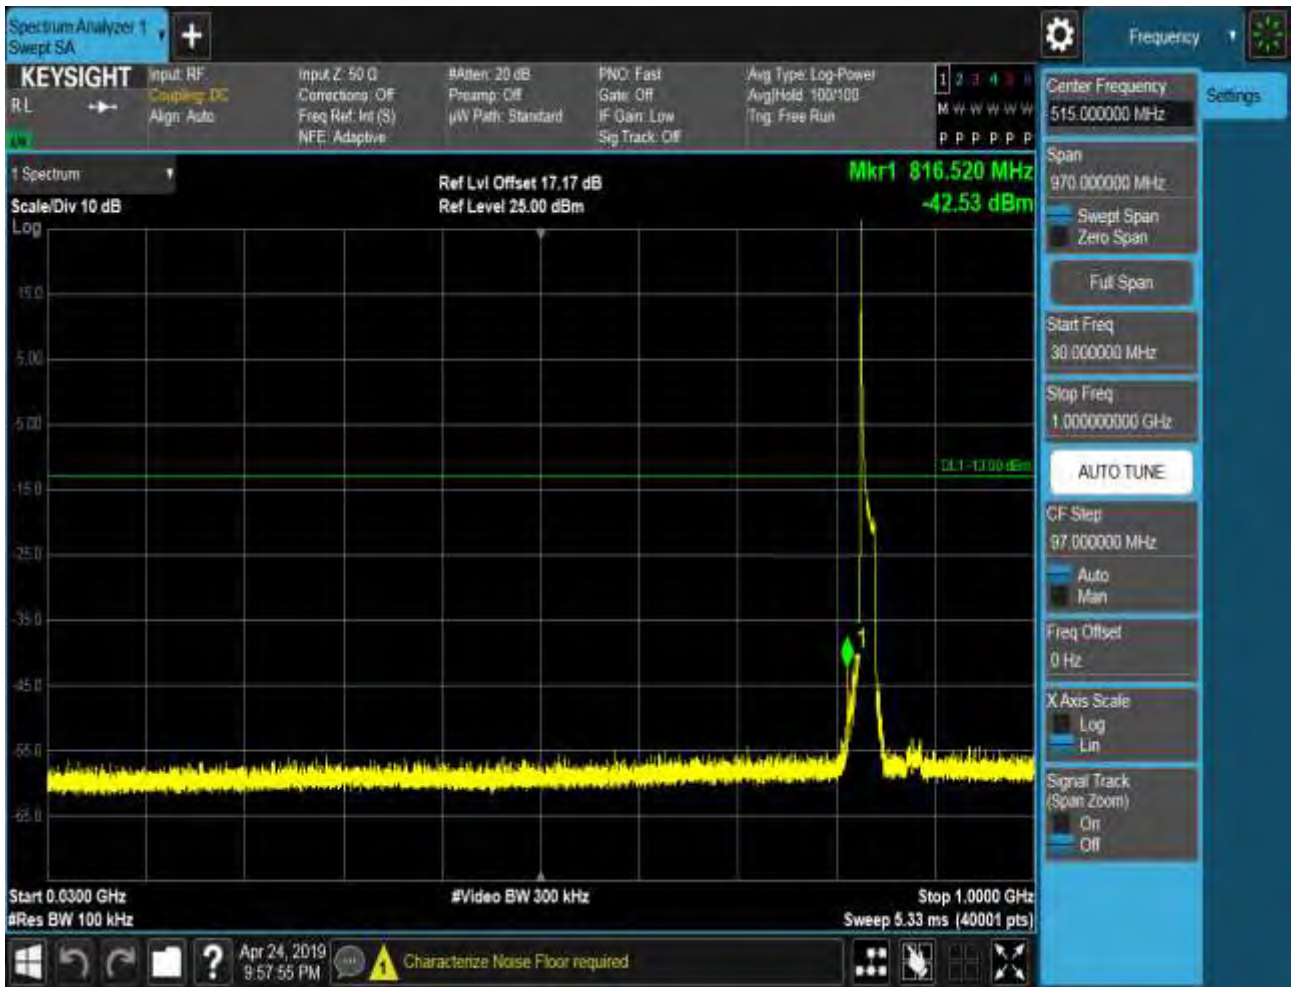 Spectrum Analyzer 1
Swept SA
Frequency
KEYSIGHT
RL
Input: RF
Coupling: DC
Align: Auto
Input Z: 50 Ω
Corrections: Off
Freq Ref: Int (S)
NFE: Adaptive
#Atten: 20 dB
Preamp: Off
µW Path: Standard
PNO: Fast
Gate: Off
IF Gain: Low
Sig Track: Off
Avg Type: Log-Power
Avg|Hold: 100/100
Trig: Free Run
1 2 3 4 5 6
M W W W W W
P P P P P P
1 Spectrum
Scale/Div 10 dB
Log
Ref Lvl Offset 17.17 dB
Ref Level 25.00 dBm
Mkr1 816.520 MHz
-42.53 dBm
15.0
5.00
-5.00
DL1 -13.00 dBm
-15.0
-25.0
-35.0
1
-45.0
-55.0
-65.0
Start 0.0300 GHz
#Res BW 100 kHz
#Video BW 300 kHz
Stop 1.0000 GHz
Sweep 5.33 ms (40001 pts)
Center Frequency
515.000000 MHz
Settings
Span
970.000000 MHz
Swept Span
Zero Span
Full Span
Start Freq
30.000000 MHz
Stop Freq
1.000000000 GHz
AUTO TUNE
CF Step
97.000000 MHz
Auto
Man
Freq Offset
0 Hz
X Axis Scale
Log
Lin
Signal Track
(Span Zoom)
On
Off
?
Apr 24, 2019
9:57:55 PM
1
Characterize Noise Floor required